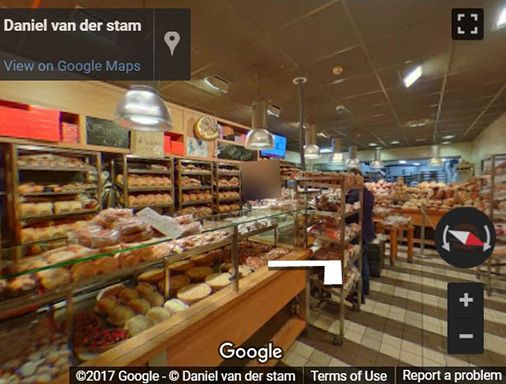 Daniel van der stam
View on Google Maps
Google
©2017 Google - © Daniel van der stam Terms of Use Report a problem